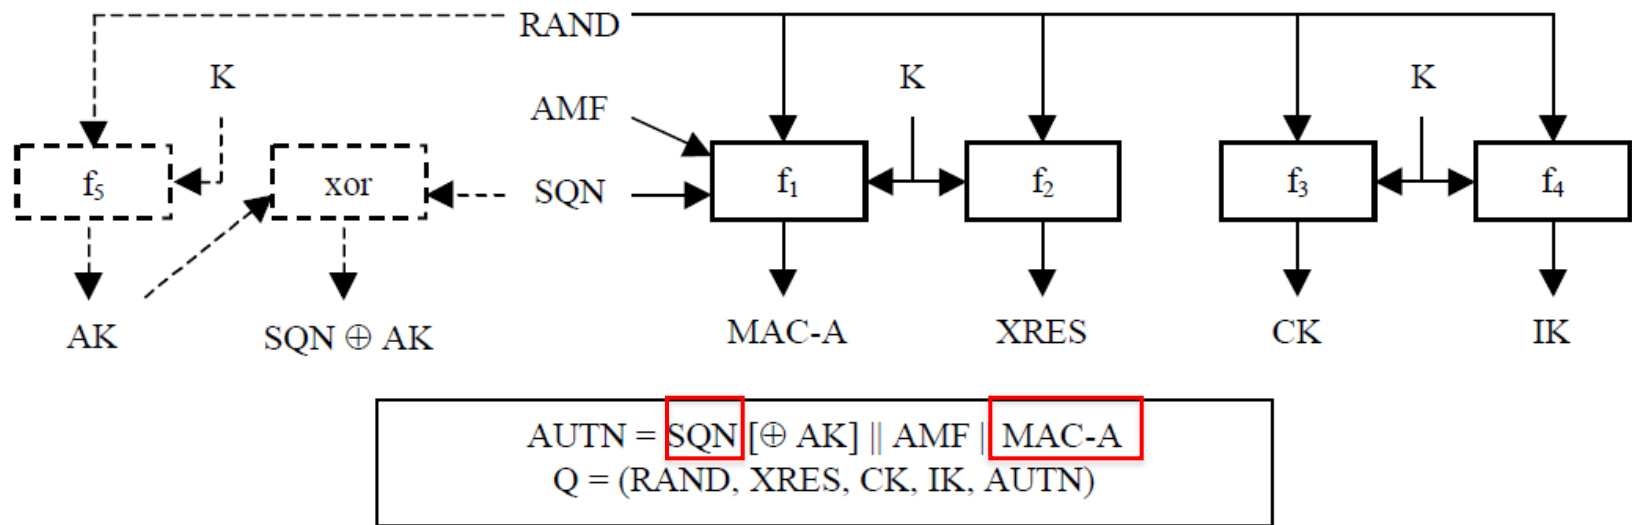 RAND
K K K
AMF
f₅ xor SQN f₁ f₂ f₃ f₄
AK SQN ⊕ AK MAC-A XRES CK IK
AUTN = SQN [⊕ AK] || AMF | MAC-A
Q = (RAND, XRES, CK, IK, AUTN)